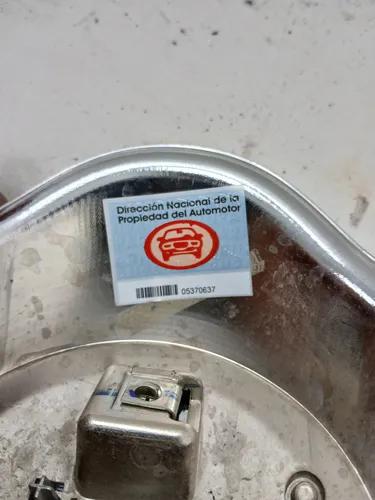 Dirección Nacional de la
Propiedad del Automotor
05370637